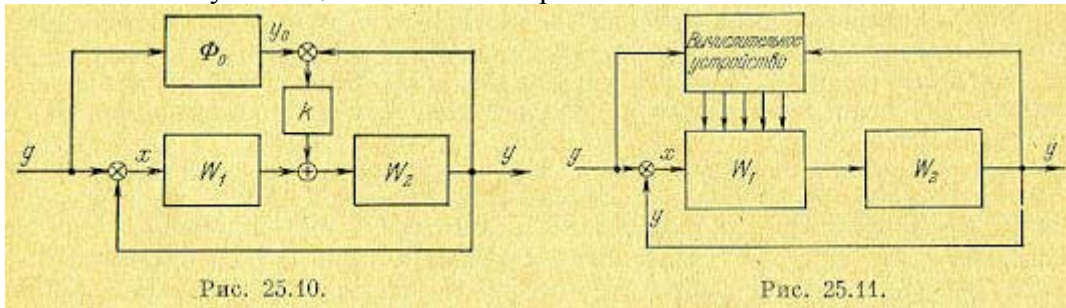 Φ₀
y₀
k
g
x
W₁
W₂
y
Рис. 25.10.
Вычислительное
устройство
g
x
W₁
W₂
y
y
Рис. 25.11.